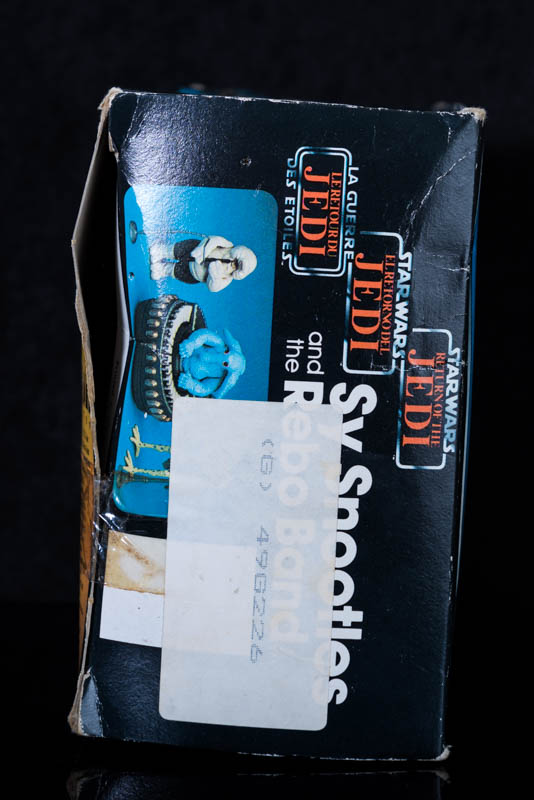 STAR WARS
RETURN OF THE
JEDI
STAR WARS
EL RETORNO DEL
JEDI
LA GUERRE
LE RETOUR DU
JEDI
DES ETOILES
Sy Snootles
and
the Rebo Band
(G) 49G226